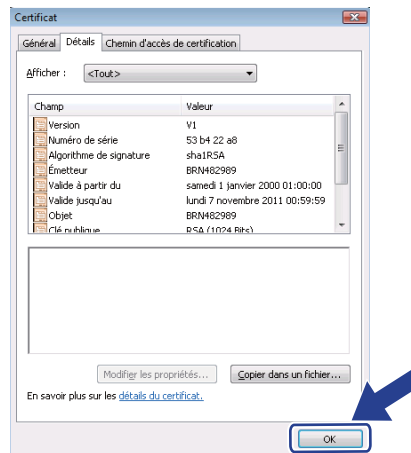 Certificat
Général Détails Chemin d'accès de certification
Afficher : <Tout>
Champ Valeur
Version V1
Numéro de série 53 b4 22 a8
Algorithme de signature sha1RSA
Émetteur BRN482989
Valide à partir du samedi 1 janvier 2000 01:00:00
Valide jusqu'au lundi 7 novembre 2011 00:59:59
Objet BRN482989
Clé publique RSA (1024 Bits)
Modifier les propriétés... Copier dans un fichier...
En savoir plus sur les détails du certificat.
OK